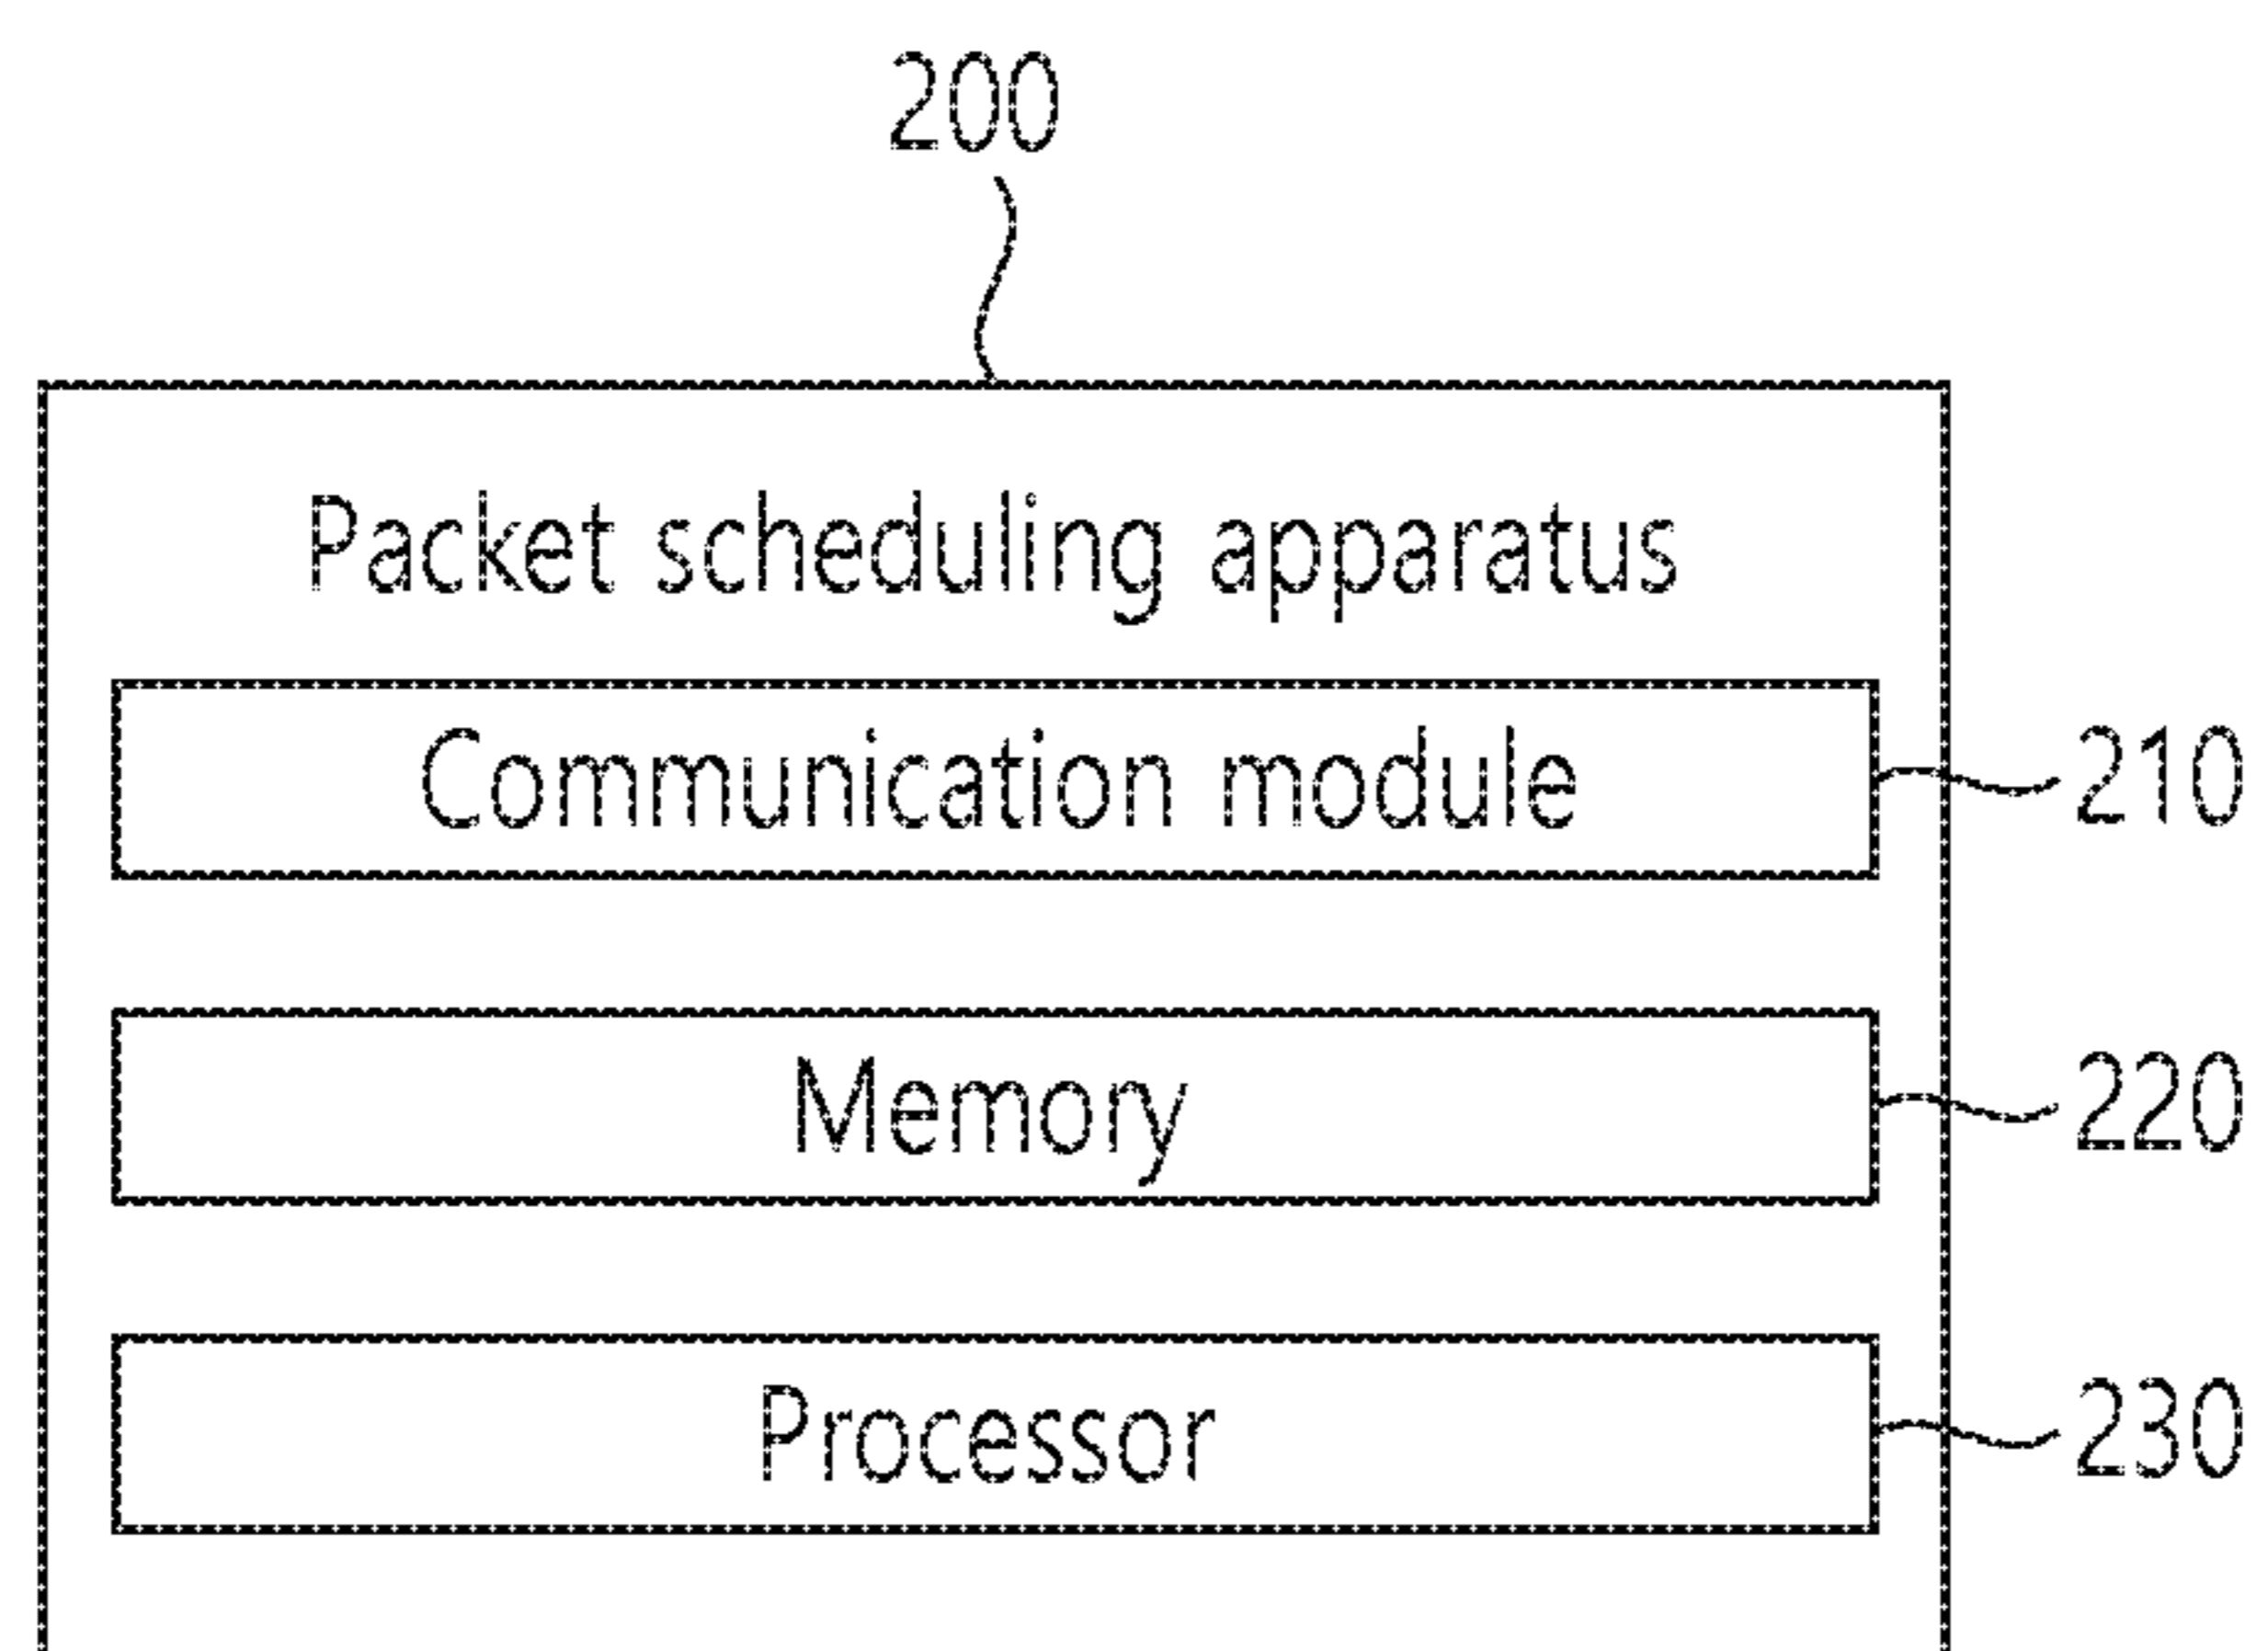 200
Packet scheduling apparatus
Communication module 210
Memory 220
Processor 230